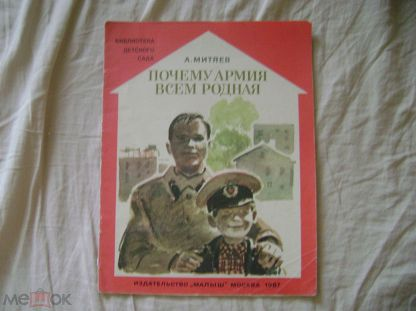 БИБЛИОТЕКА
ДЕТСКОГО
САДА
А. МИТЯЕВ
ПОЧЕМУ АРМИЯ
ВСЕМ РОДНАЯ
ИЗДАТЕЛЬСТВО „МАЛЫШ" МОСКВА 1987
МЕШОК